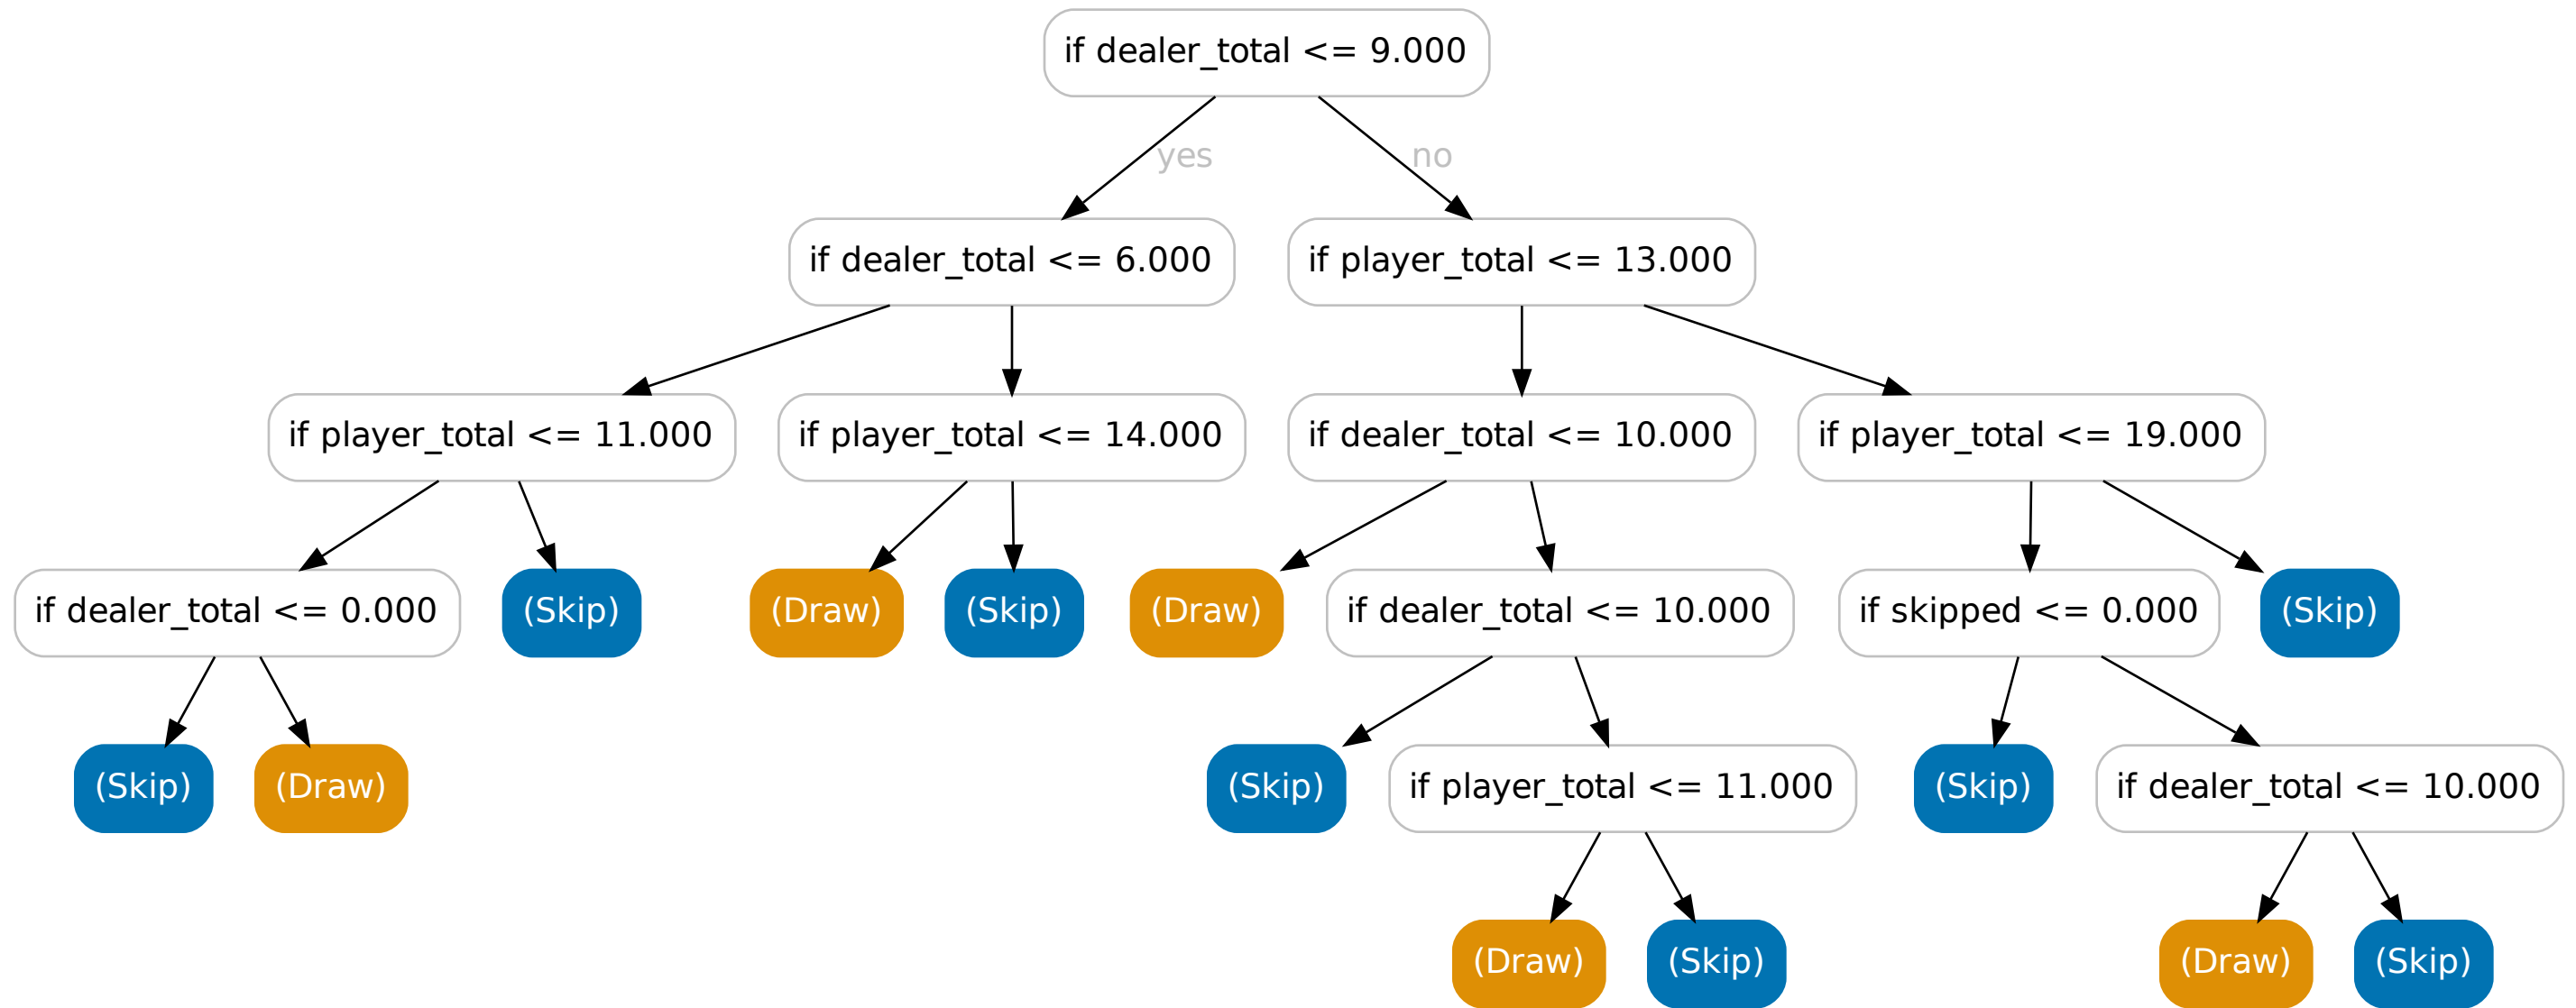 if dealer_total <= 9.000
yes
no
if dealer_total <= 6.000
if player_total <= 13.000
if player_total <= 11.000
if player_total <= 14.000
if dealer_total <= 10.000
if player_total <= 19.000
if dealer_total <= 0.000
(Skip)
(Draw)
(Skip)
(Draw)
if dealer_total <= 10.000
if skipped <= 0.000
(Skip)
(Skip)
(Draw)
(Skip)
if player_total <= 11.000
(Skip)
if dealer_total <= 10.000
(Draw)
(Skip)
(Draw)
(Skip)